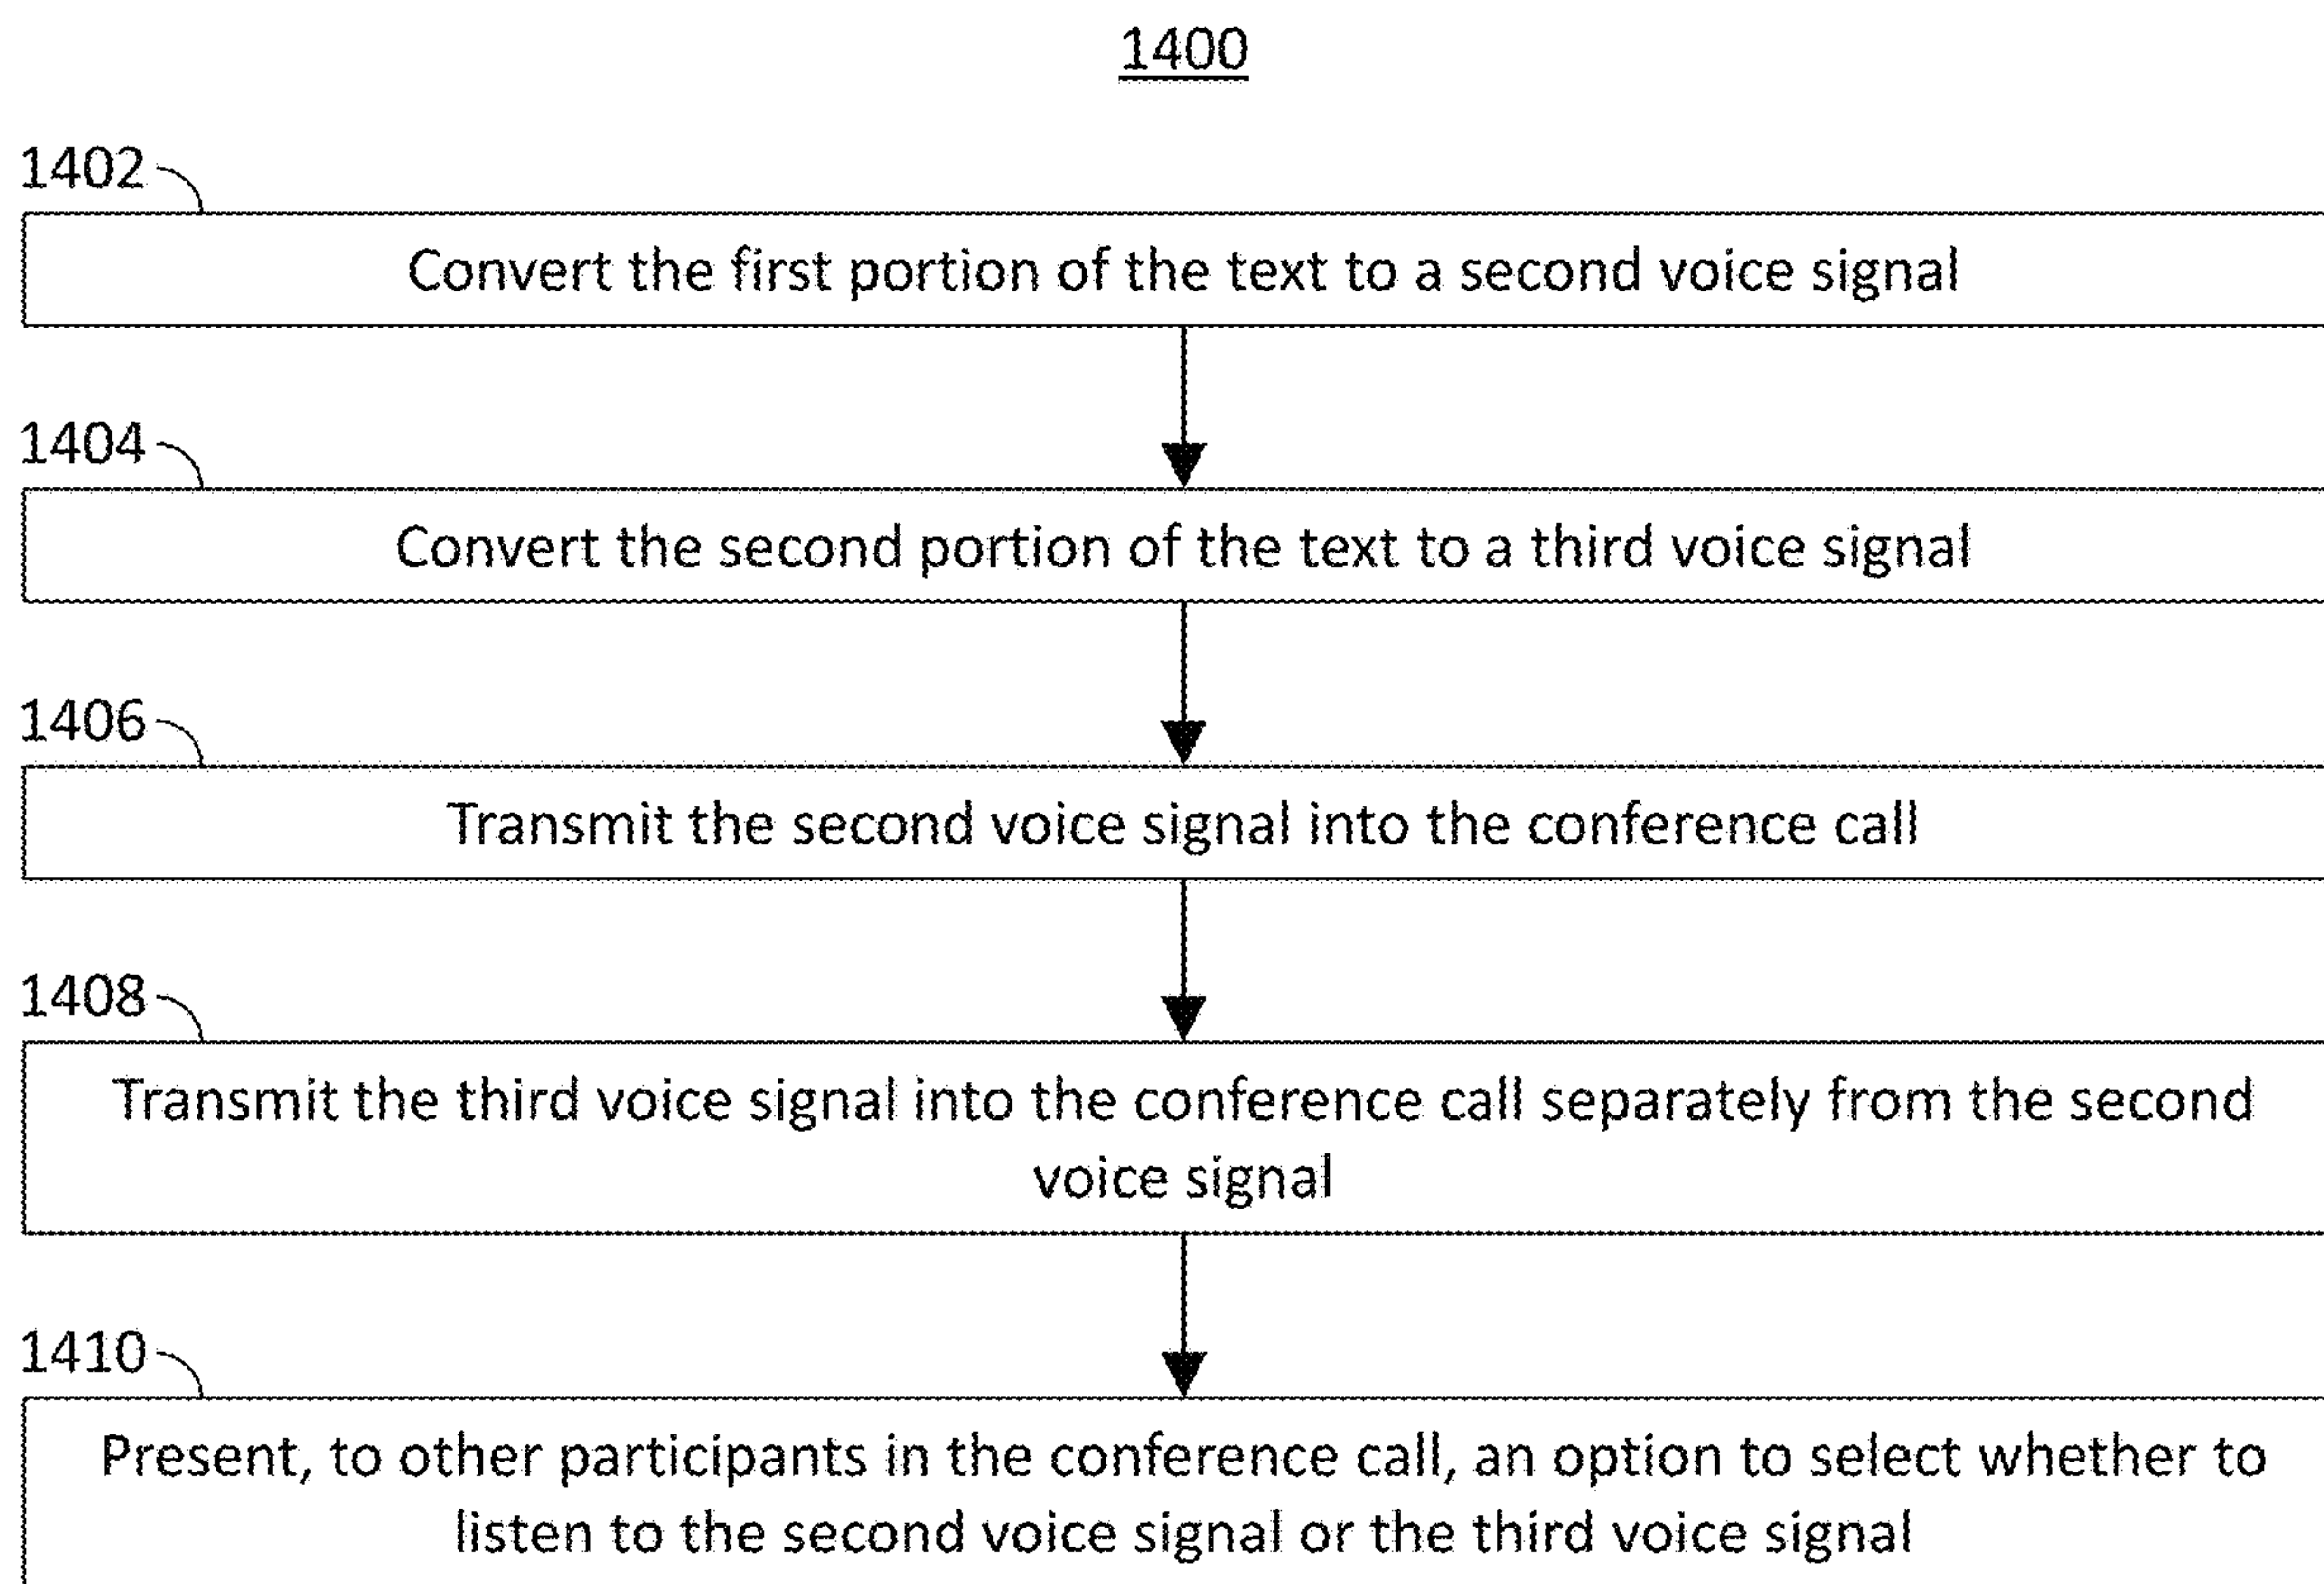 1400
1402
Convert the first portion of the text to a second voice signal
1404
Convert the second portion of the text to a third voice signal
1406
Transmit the second voice signal into the conference call
1408
Transmit the third voice signal into the conference call separately from the second
voice signal
1410
Present, to other participants in the conference call, an option to select whether to
listen to the second voice signal or the third voice signal